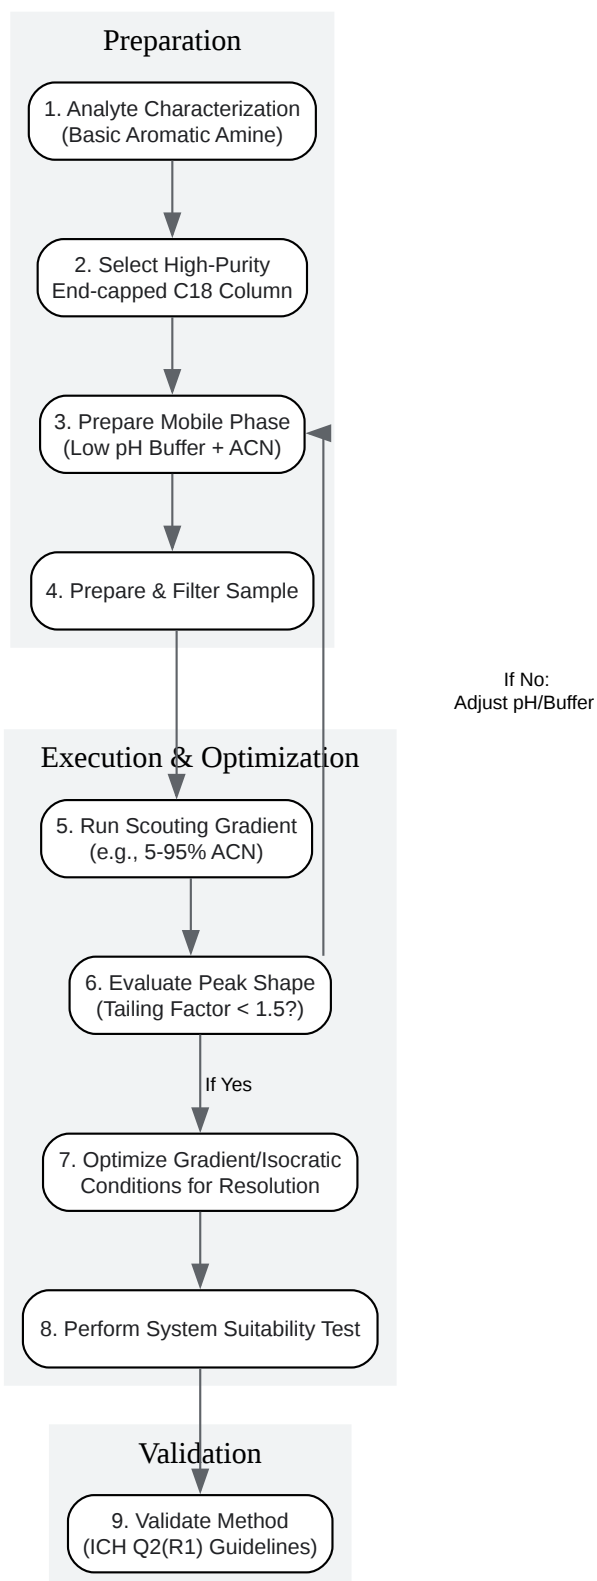 Preparation
1. Analyte Characterization
(Basic Aromatic Amine)
2. Select High-Purity
End-capped C18 Column
3. Prepare Mobile Phase
(Low pH Buffer + ACN)
4. Prepare & Filter Sample
If No:
Adjust pH/Buffer
Execution & Optimization
5. Run Scouting Gradient
(e.g., 5-95% ACN)
6. Evaluate Peak Shape
(Tailing Factor < 1.5?)
If Yes
7. Optimize Gradient/Isocratic
Conditions for Resolution
8. Perform System Suitability Test
Validation
9. Validate Method
(ICH Q2(R1) Guidelines)